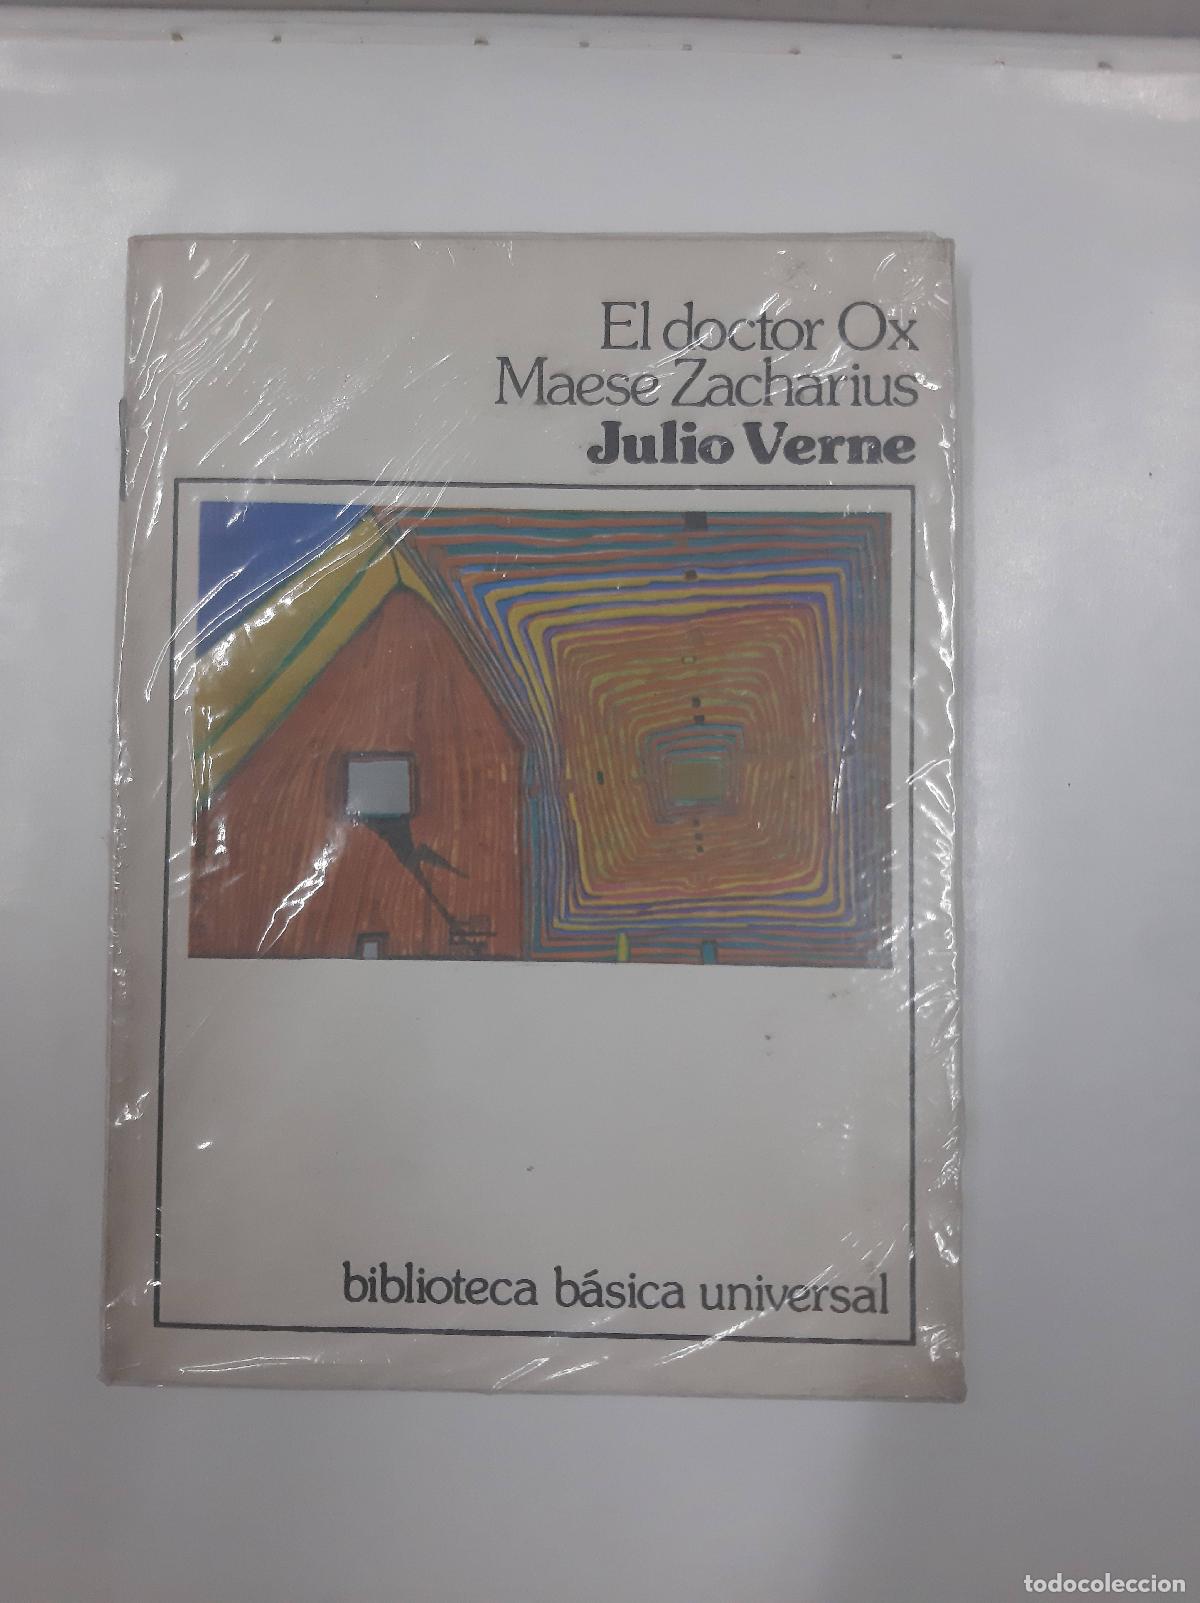 El doctor Ox
Maese Zacharius
Julio Verne
biblioteca básica universal
todocoleccion